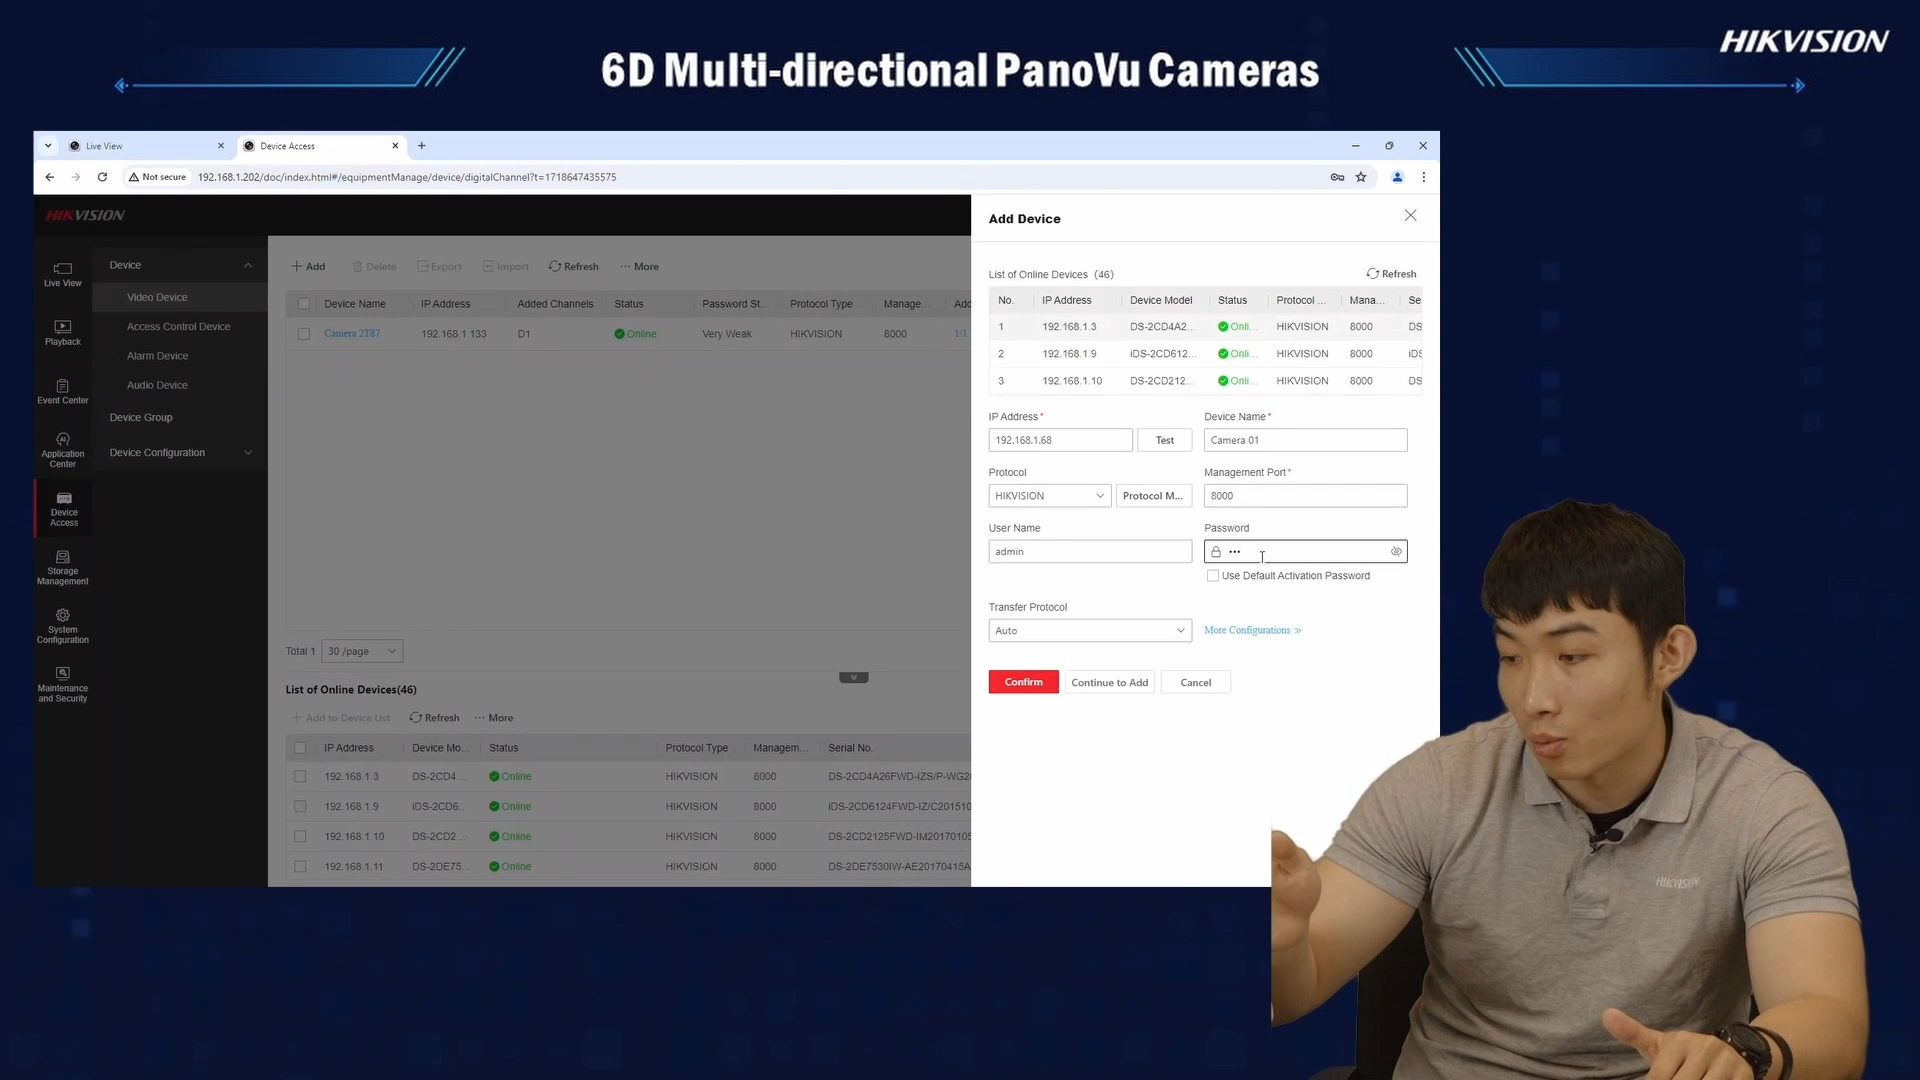 6D Multi-directional PanoVu Cameras
HIKVISION
Live View
Device Access
Not secure
192.168.1.202/doc/index.html#/equipmentManage/device/digitalChannel?t=1718647435575
HIKVISION
Live View
Playback
Event Center
Application Center
Device Access
Storage Management
System Configuration
Maintenance and Security
Device
Video Device
Access Control Device
Alarm Device
Audio Device
Device Group
Device Configuration
Add Delete Export Import Refresh ... More
Device Name IP Address Added Channels Status Password St... Protocol Type Manage... Add
Camera 2T87 192.168.1.133 D1 Online Very Weak HIKVISION 8000 1/1
Total 1 30 /page
List of Online Devices(46)
Add to Device List Refresh ... More
IP Address Device Mo... Status Protocol Type Managem... Serial No.
192.168.1.3 DS-2CD4... Online HIKVISION 8000 DS-2CD4A26FWD-IZS/P-WG20
192.168.1.9 iDS-2CD6... Online HIKVISION 8000 iDS-2CD6124FWD-IZ/C201510
192.168.1.10 DS-2CD2... Online HIKVISION 8000 DS-2CD2125FWD-IM20170105
192.168.1.11 DS-2DE75... Online HIKVISION 8000 DS-2DE7530IW-AE20170415A
Add Device
List of Online Devices (46) Refresh
No. IP Address Device Model Status Protocol ... Mana... Se
1 192.168.1.3 DS-2CD4A2... Onli... HIKVISION 8000 DS
2 192.168.1.9 iDS-2CD612... Onli... HIKVISION 8000 iDS
3 192.168.1.10 DS-2CD212... Onli... HIKVISION 8000 DS
IP Address* Device Name*
192.168.1.68 Test Camera 01
Protocol Management Port*
HIKVISION Protocol M... 8000
User Name Password
admin •••
Use Default Activation Password
Transfer Protocol
Auto More Configurations »
Confirm Continue to Add Cancel
HIKVISION